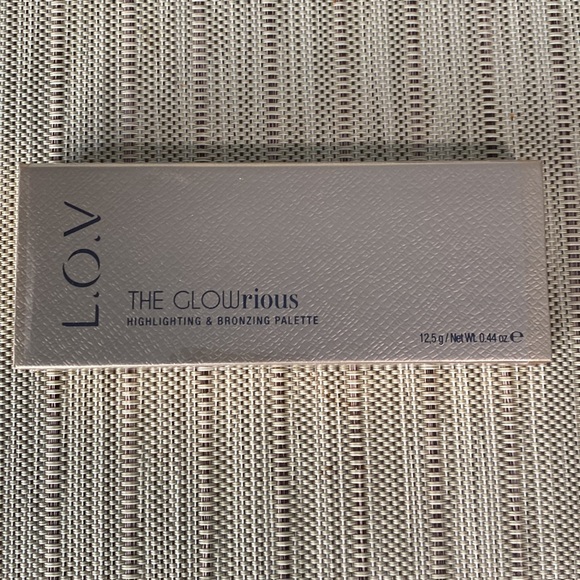 L.O.V
THE GLOWrious
HIGHLIGHTING & BRONZING PALETTE
12,5 g / Net Wt. 0.44 oz. ℮